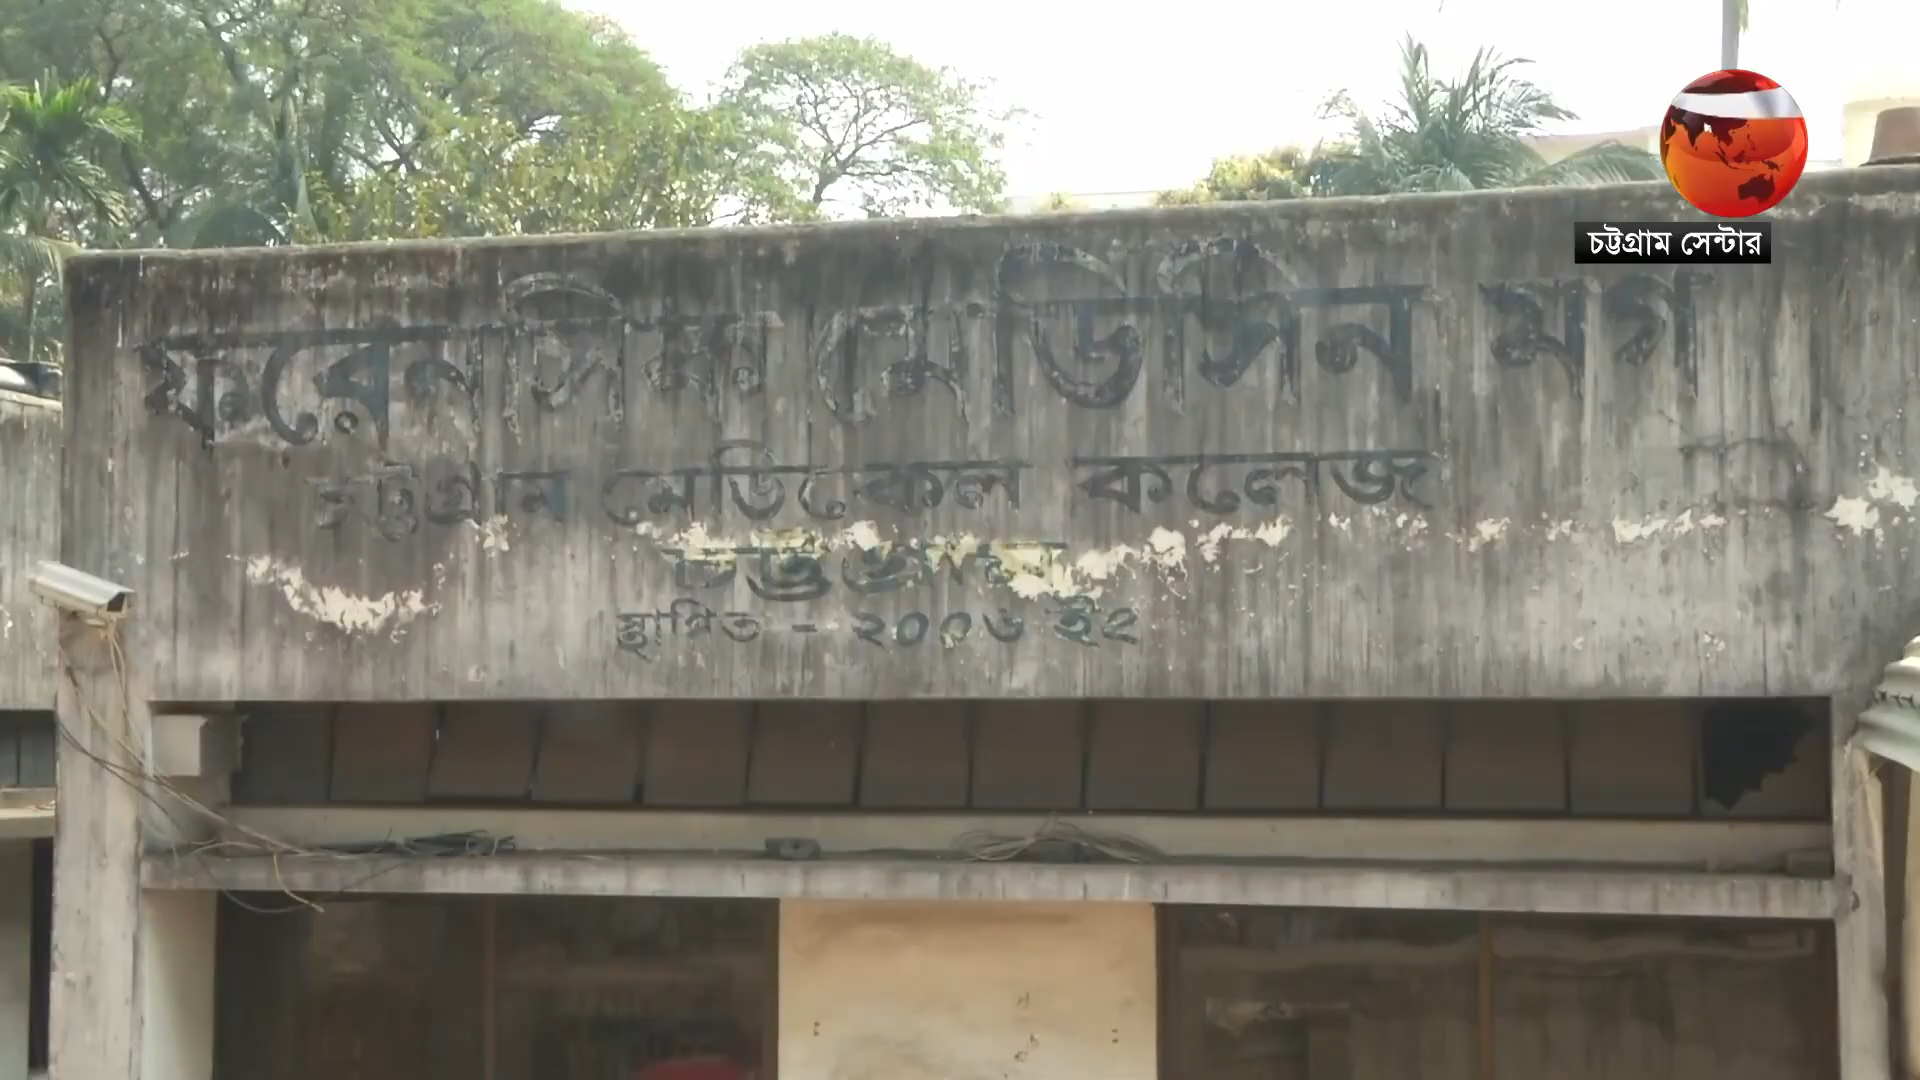 চট্টগ্রাম সেন্টার
ফরেনসিক মেডিসিন মর্গ
চট্টগ্রাম মেডিকেল কলেজ
চট্টগ্রাম
স্থাপিত - ২০০৬ ইং